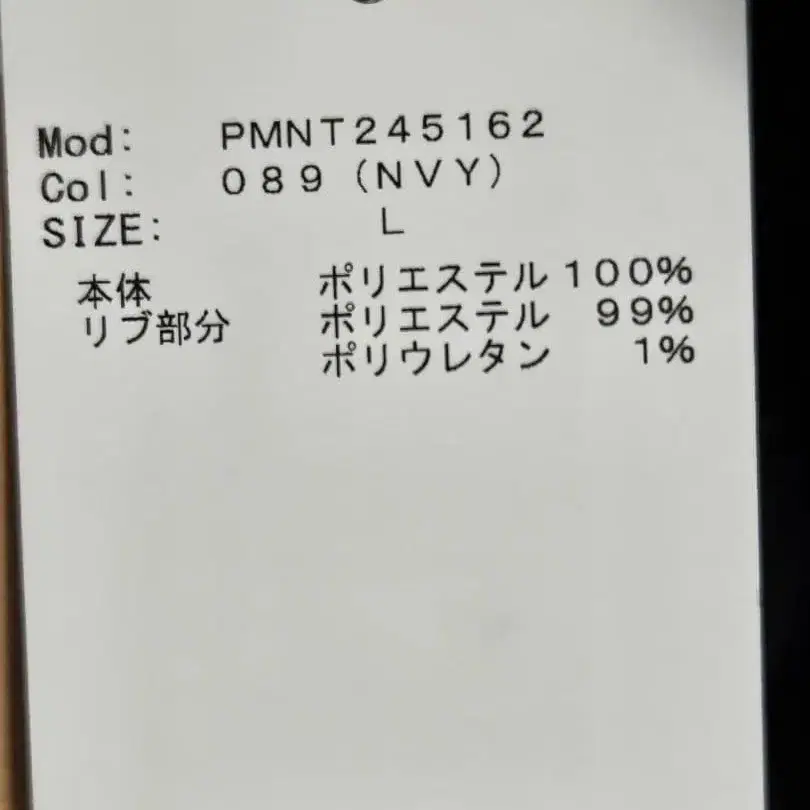 Mod: PMNT245162
Col: 089 (NVY)
SIZE: L
本体 ポリエステル 100%
リブ部分 ポリエステル 99%
ポリウレタン 1%